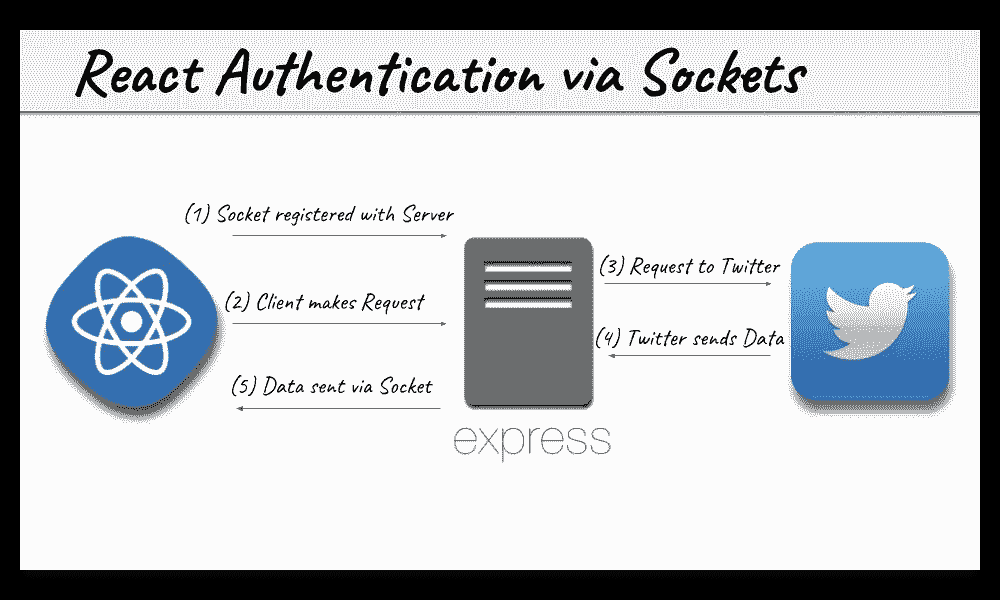 React Authentication via Sockets
(1) Socket registered with Server
(2) Client makes Request
(3) Request to Twitter
(4) Twitter sends Data
(5) Data sent via Socket
express